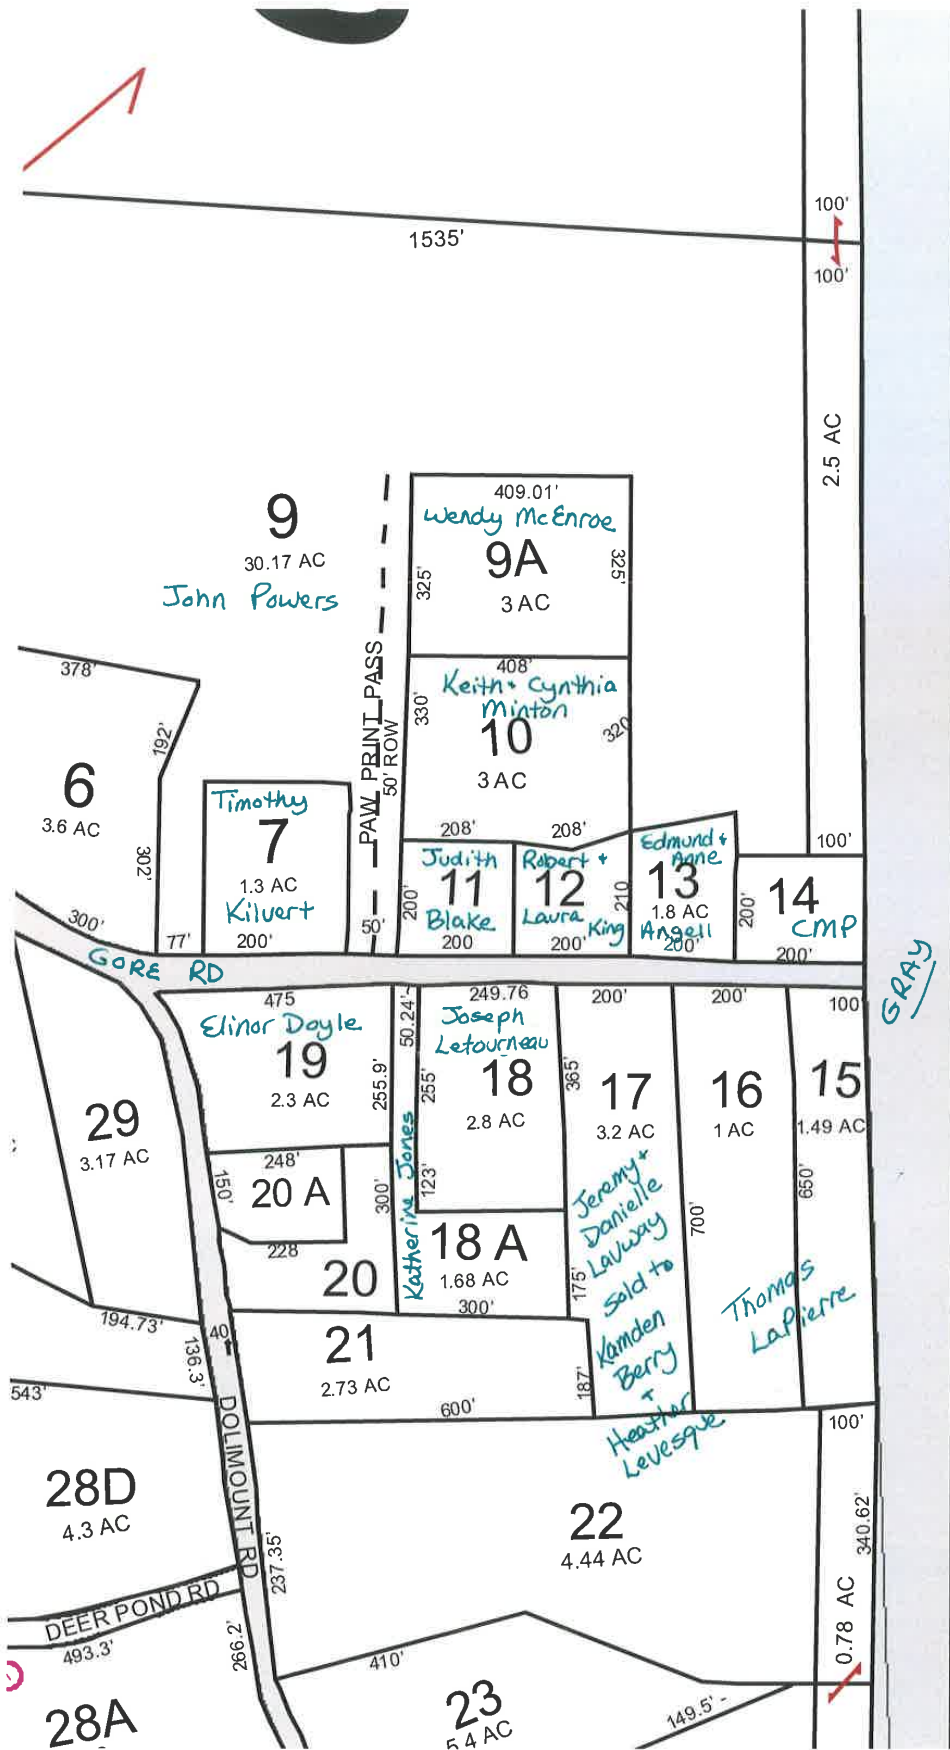 100'
1535'
100'
2.5 AC
409.01'
Wendy McEnroe
9
9A
30.17 AC
325'
325'
3 AC
John Powers
PAW PRINT PASS
50' ROW
378'
408'
Keith + Cynthia
Minton
330'
320
10
192'
3 AC
6
3.6 AC
Timothy
7
1.3 AC
Kilvert
302'
208'
208'
Edmund +
Anne
100'
Judith
11
Blake
Robert +
12
Laura King
210
13
1.8 AC
Angell
200'
14
CMP
200'
300'
77'
200'
50'
200
200'
200'
200'
GORE RD
GRAY
475
50.24'
249.76
200'
200'
100'
Elinor Doyle
19
2.3 AC
255.9'
Joseph
Letourneau
18
2.8 AC
255'
365'
17
3.2 AC
16
1 AC
15
1.49 AC
29
3.17 AC
248'
150'
20 A
228
300'
Katherine Jones
123'
Jeremy +
Danielle
Lauway
Sold to
Kamden
Berry
+
Heather
Levesque
700'
650'
20
18 A
1.68 AC
175'
300'
Thomas
LaPierre
194.73'
40'
136.3'
21
2.73 AC
187'
543'
600'
100'
DOLIMOUNT RD
28D
4.3 AC
22
4.44 AC
340.62'
237.35'
0.78 AC
DEER POND RD
493.3'
266.2'
410'
28A
23
5.4 AC
149.5'